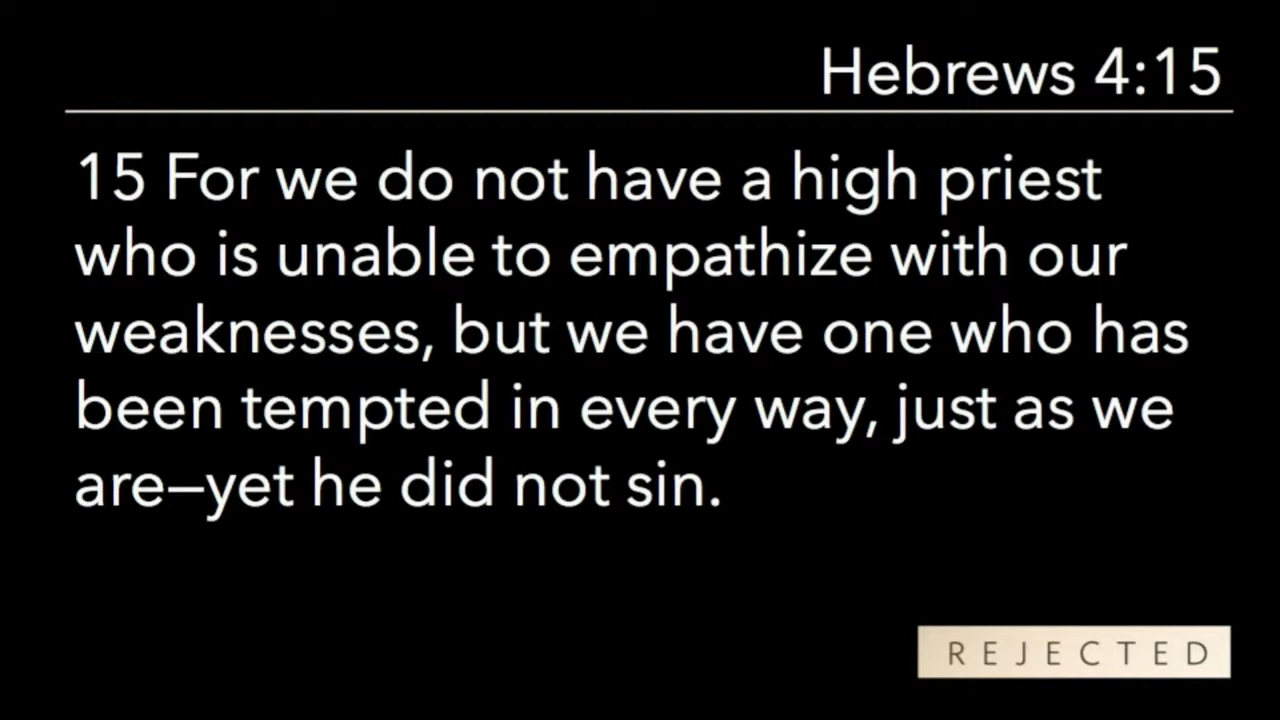 Hebrews 4:15
15 For we do not have a high priest
who is unable to empathize with our
weaknesses, but we have one who has
been tempted in every way, just as we
are—yet he did not sin.
REJECTED